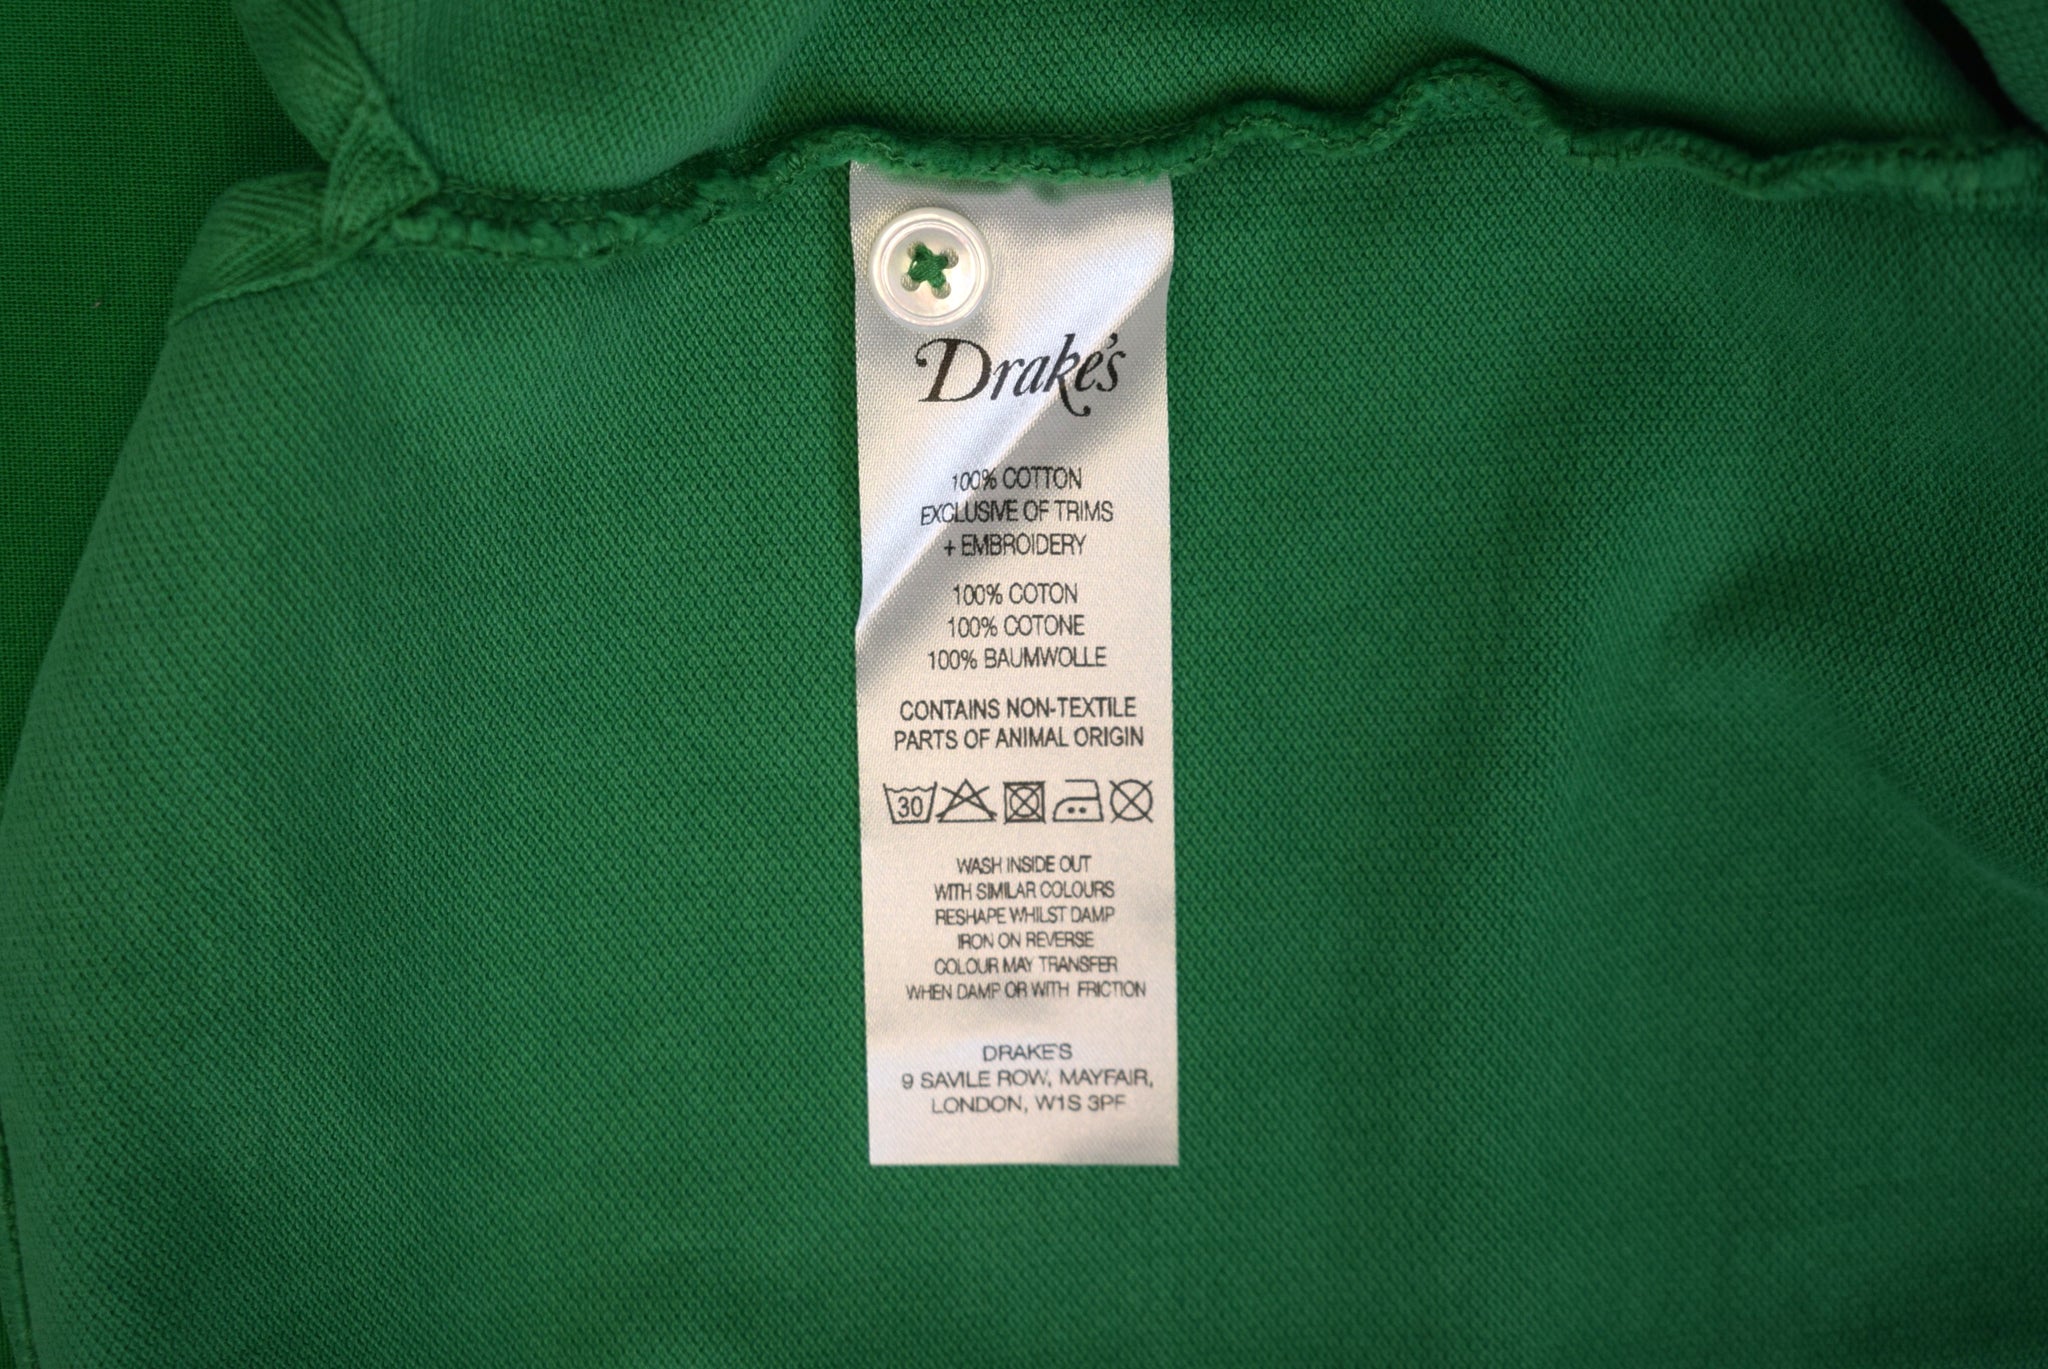 Drake's
100% COTTON
EXCLUSIVE OF TRIMS
+ EMBROIDERY
100% COTON
100% COTONE
100% BAUMWOLLE
CONTAINS NON-TEXTILE
PARTS OF ANIMAL ORIGIN
30
WASH INSIDE OUT
WITH SIMILAR COLOURS
RESHAPE WHILST DAMP
IRON ON REVERSE
COLOUR MAY TRANSFER
WHEN DAMP OR WITH FRICTION
DRAKE'S
9 SAVILE ROW, MAYFAIR,
LONDON, W1S 3PF